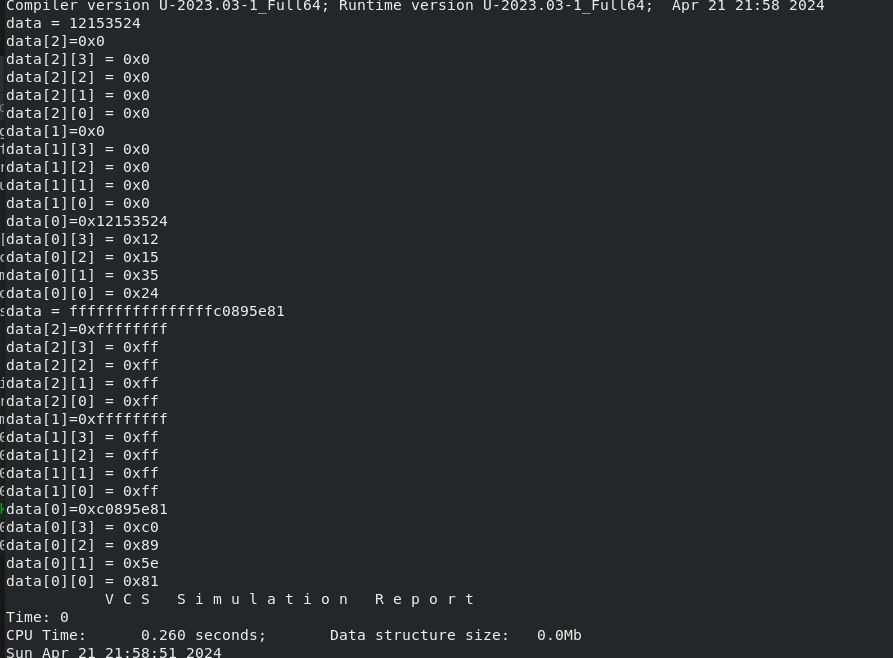 Compiler version U-2023.03-1_Full64; Runtime version U-2023.03-1_Full64;  Apr 21 21:58 2024
data = 12153524
data[2]=0x0
data[2][3] = 0x0
data[2][2] = 0x0
data[2][1] = 0x0
data[2][0] = 0x0
data[1]=0x0
data[1][3] = 0x0
data[1][2] = 0x0
data[1][1] = 0x0
data[1][0] = 0x0
data[0]=0x12153524
data[0][3] = 0x12
data[0][2] = 0x15
data[0][1] = 0x35
data[0][0] = 0x24
data = ffffffffffffffffc0895e81
data[2]=0xffffffff
data[2][3] = 0xff
data[2][2] = 0xff
data[2][1] = 0xff
data[2][0] = 0xff
data[1]=0xffffffff
data[1][3] = 0xff
data[1][2] = 0xff
data[1][1] = 0xff
data[1][0] = 0xff
data[0]=0xc0895e81
data[0][3] = 0xc0
data[0][2] = 0x89
data[0][1] = 0x5e
data[0][0] = 0x81
V C S   S i m u l a t i o n   R e p o r t
Time: 0
CPU Time:      0.260 seconds;       Data structure size:   0.0Mb
Sun Apr 21 21:58:51 2024